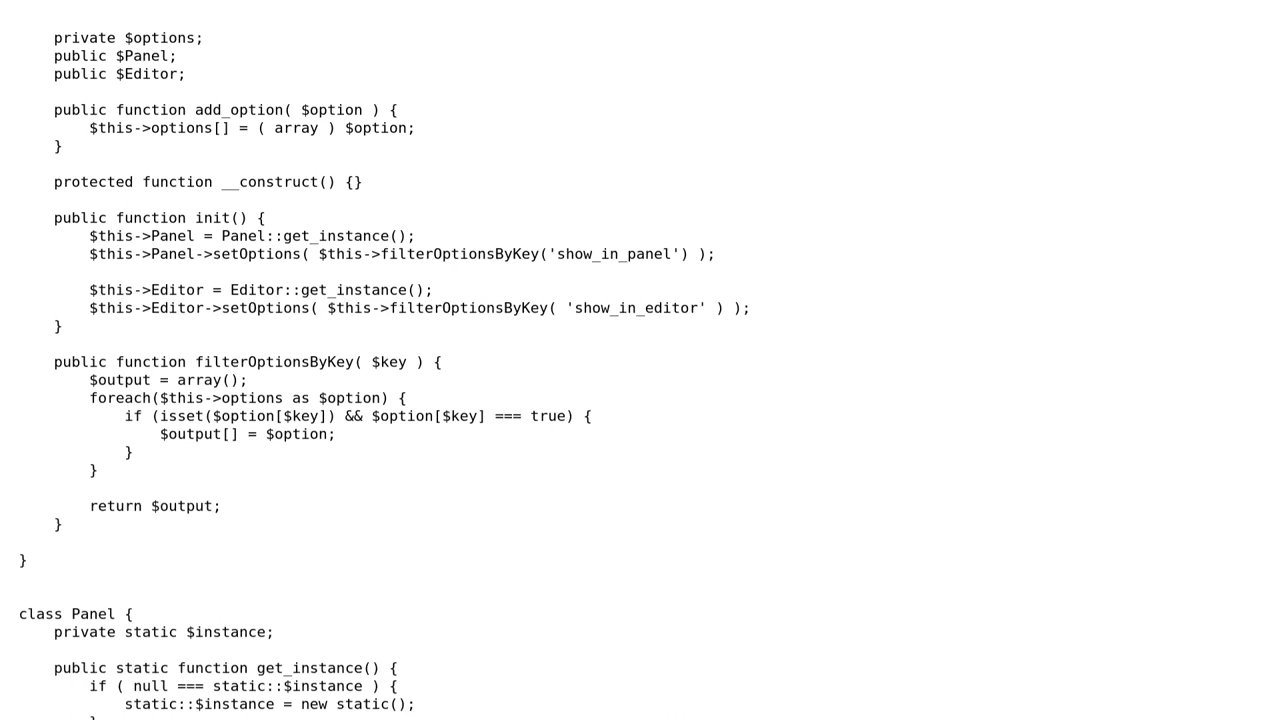 private $options;
public $Panel;
public $Editor;
public function add_option( $option ) {
$this->options[] = ( array ) $option;
}
protected function __construct() {}
public function init() {
$this->Panel = Panel::get_instance();
$this->Panel->setOptions( $this->filterOptionsByKey('show_in_panel') );
$this->Editor = Editor::get_instance();
$this->Editor->setOptions( $this->filterOptionsByKey( 'show_in_editor' ) );
}
public function filterOptionsByKey( $key ) {
$output = array();
foreach($this->options as $option) {
if (isset($option[$key]) && $option[$key] === true) {
$output[] = $option;
}
}
return $output;
}
}
class Panel {
private static $instance;
public static function get_instance() {
if ( null === static::$instance ) {
static::$instance = new static();
}